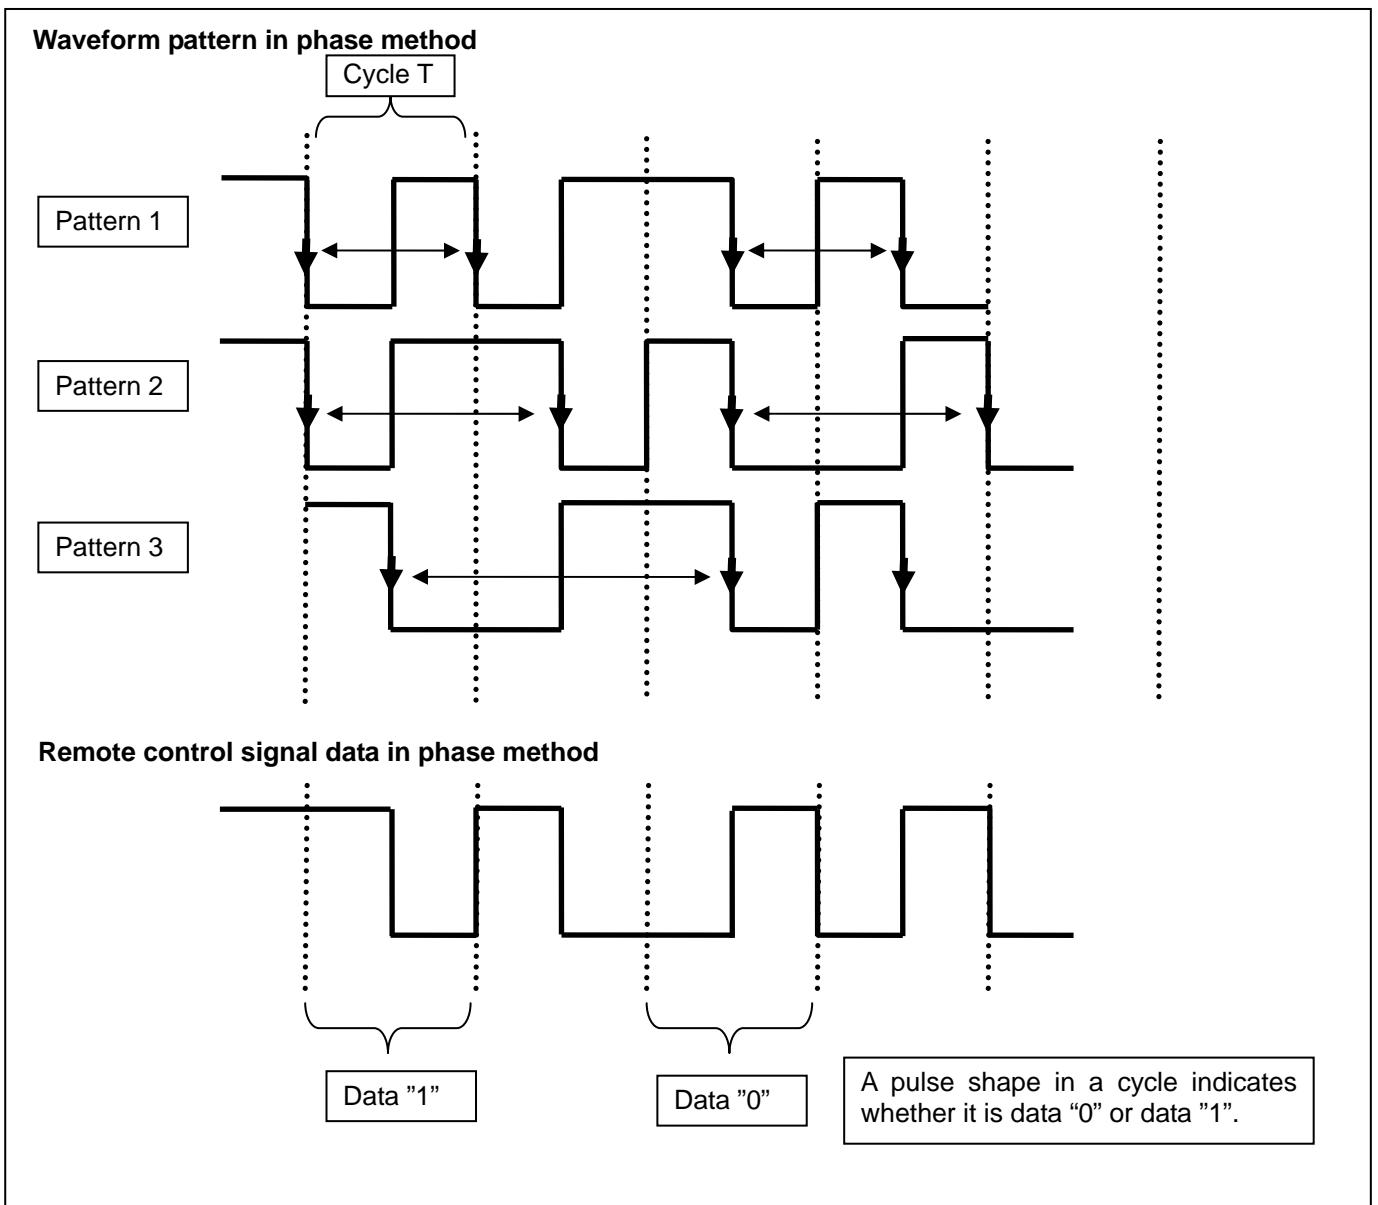 Waveform pattern in phase method
Cycle T
Pattern 1
Pattern 2
Pattern 3
Remote control signal data in phase method
Data ”1”
Data ”0”
A pulse shape in a cycle indicates
whether it is data “0” or data ”1”.